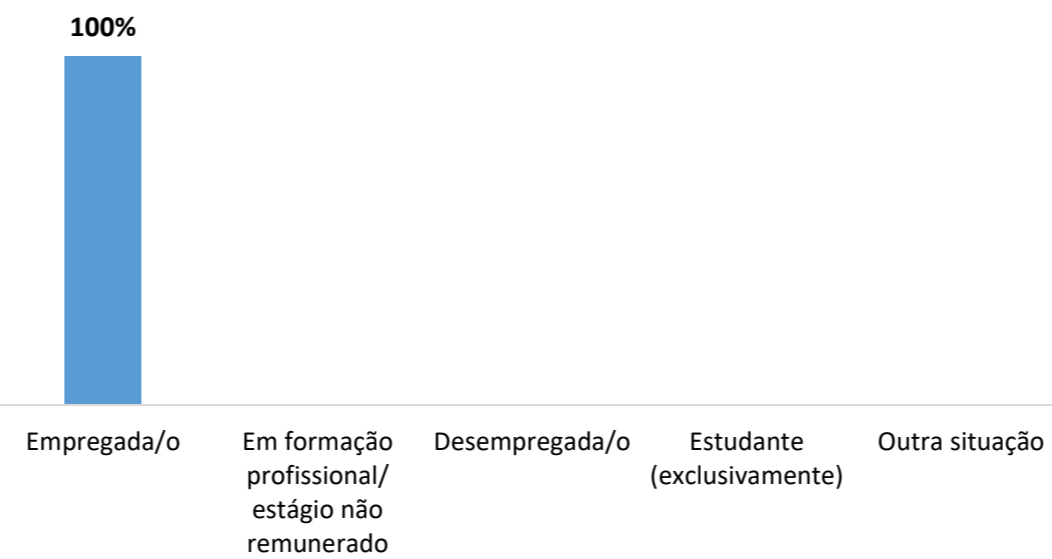 100%
Empregada/o
Em formação
profissional/
estágio não
remunerado
Desempregada/o
Estudante
(exclusivamente)
Outra situação